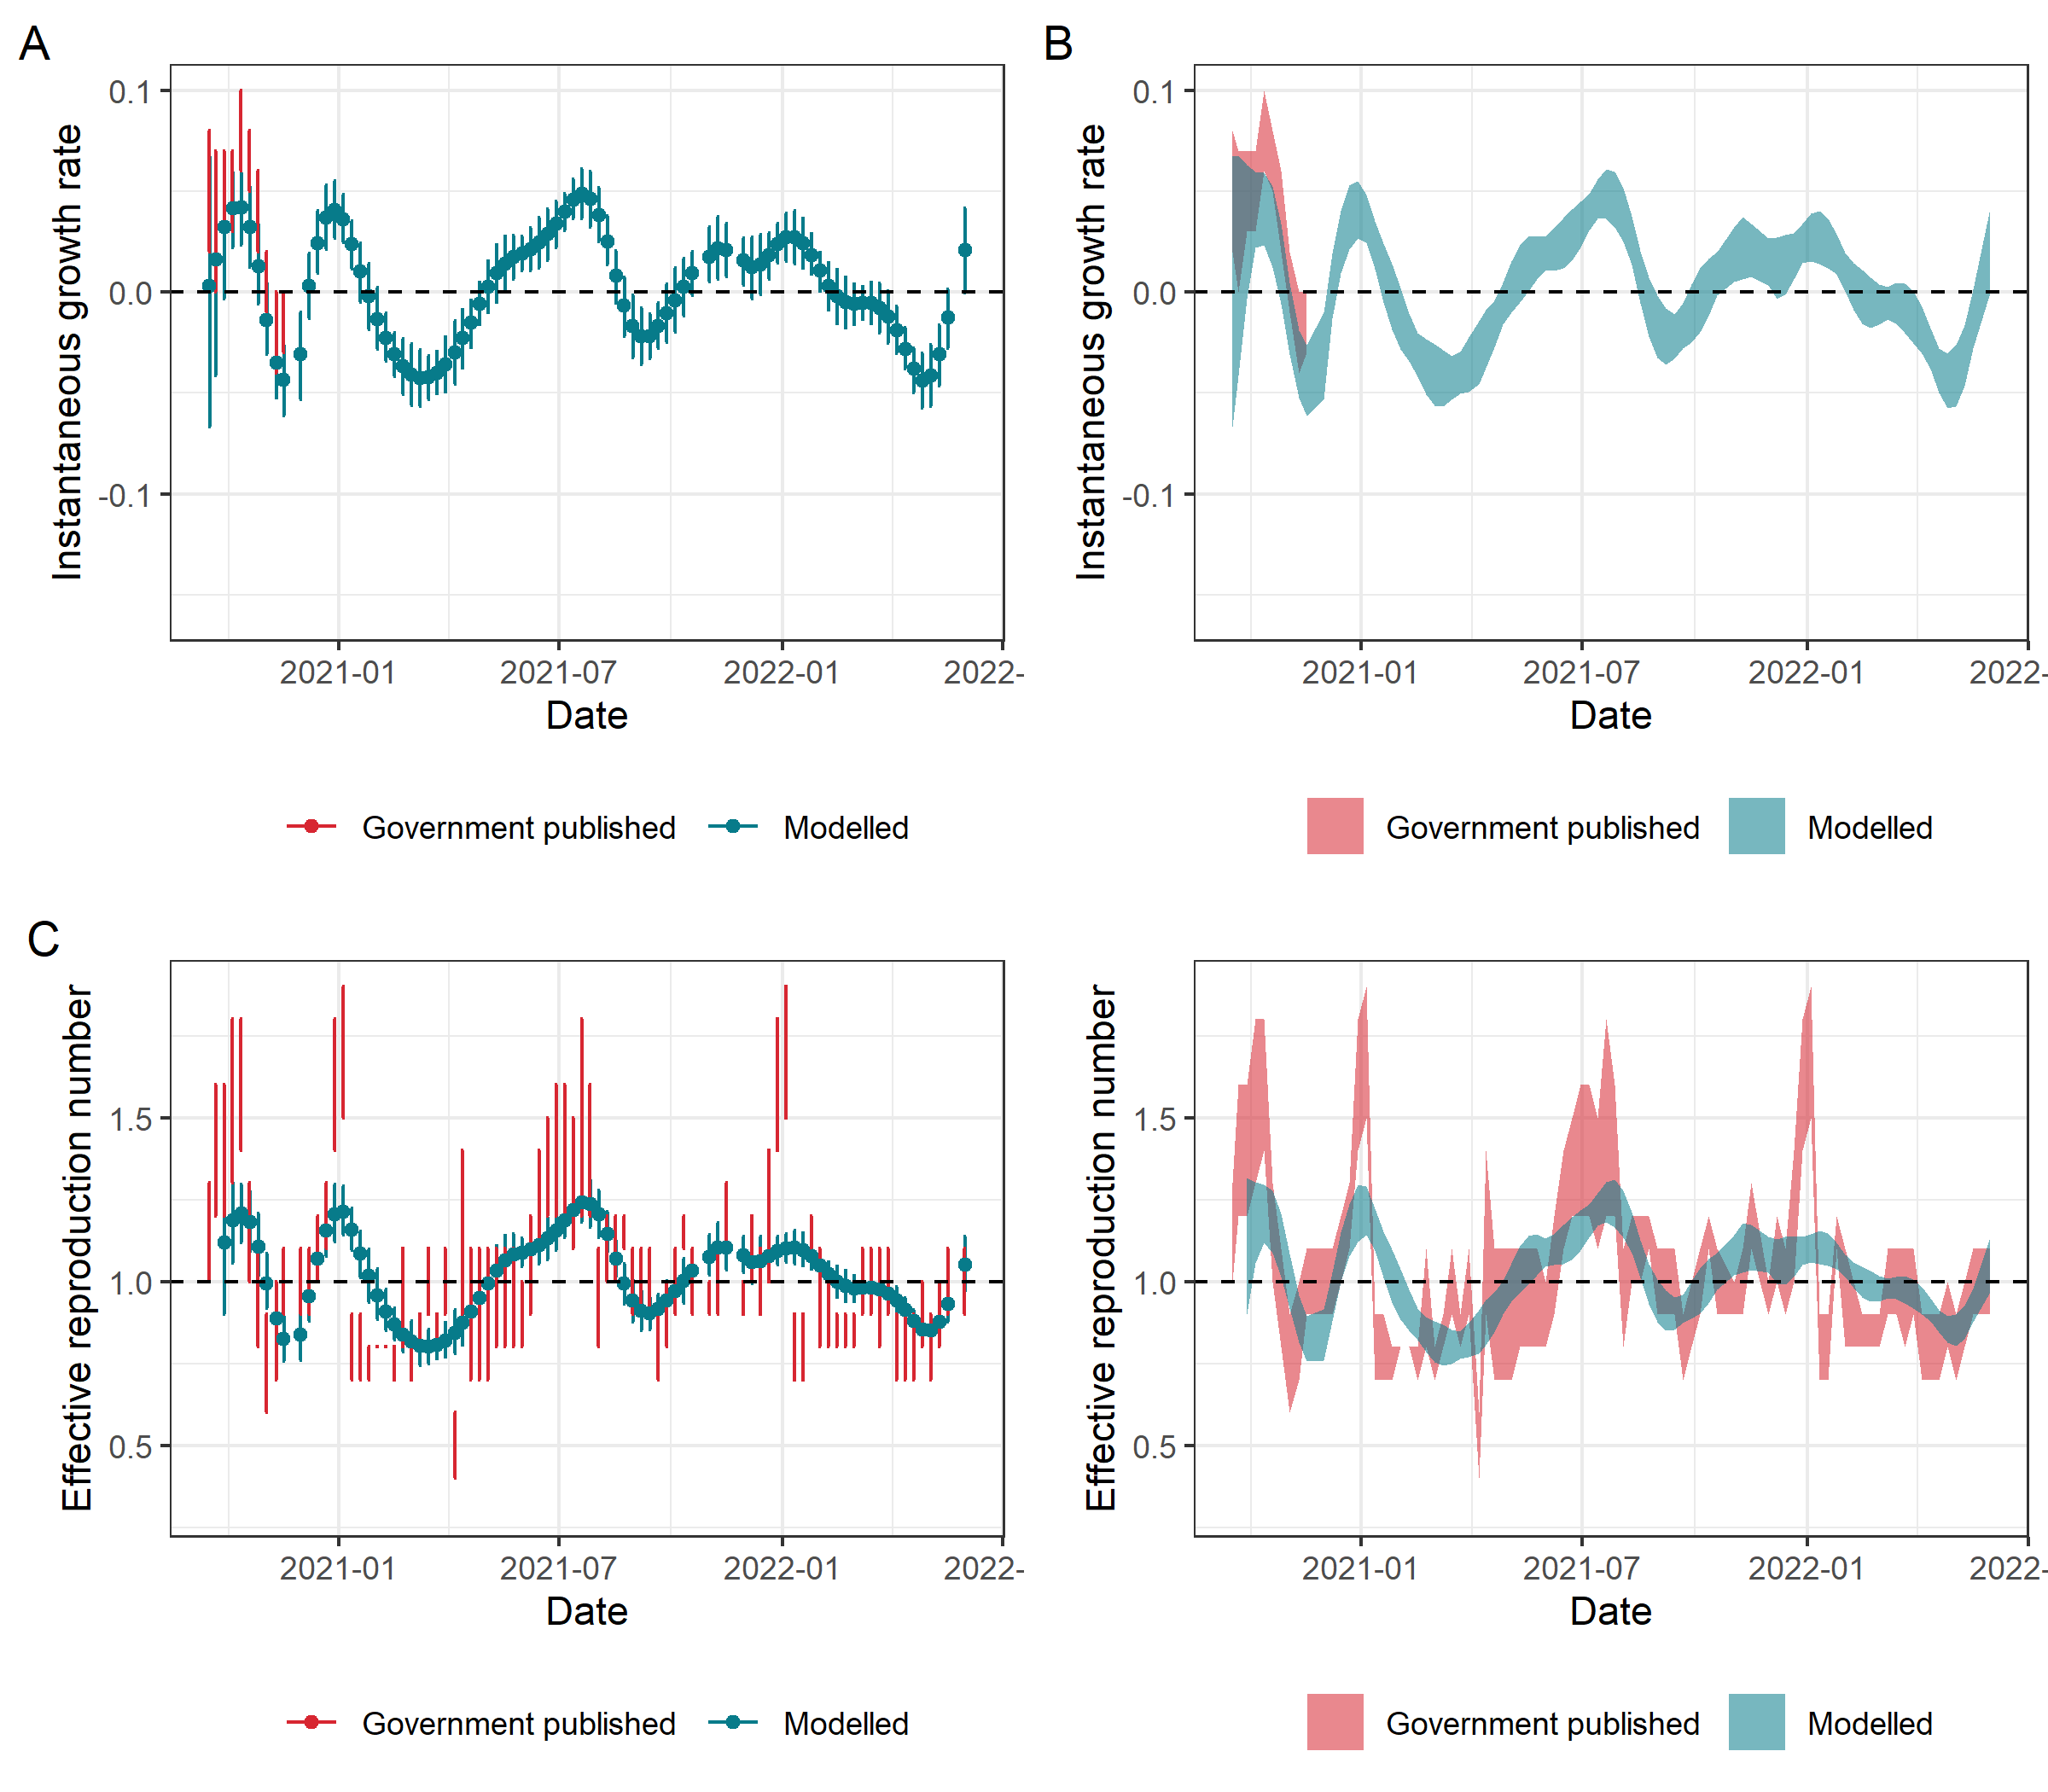 A
B
0.1
0.0
-0.1
Instantaneous growth rate
2021-01
2021-07
2022-01
2022-
Date
Government published
Modelled
0.1
0.0
-0.1
Instantaneous growth rate
2021-01
2021-07
2022-01
2022-
Date
Government published
Modelled
C
1.5
1.0
0.5
Effective reproduction number
2021-01
2021-07
2022-01
2022-
Date
Government published
Modelled
1.5
1.0
0.5
Effective reproduction number
2021-01
2021-07
2022-01
2022-
Date
Government published
Modelled